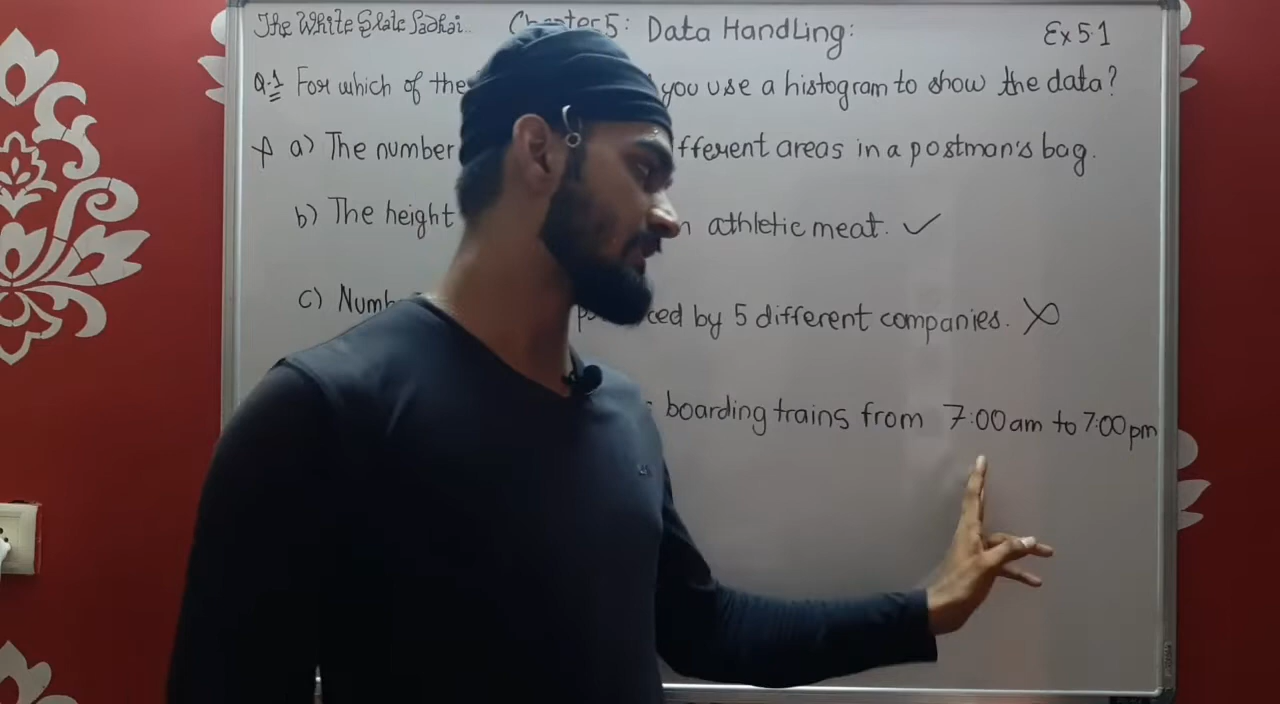 The White Slate Padhai.. Chapter 5: Data Handling: Ex 5.1
Q.1 For which of the you use a histogram to show the data?
a) The number fferent areas in a postman's bag.
b) The height n athletic meat.
c) Numb ced by 5 different companies.
boarding trains from 7:00 am to 7:00 pm